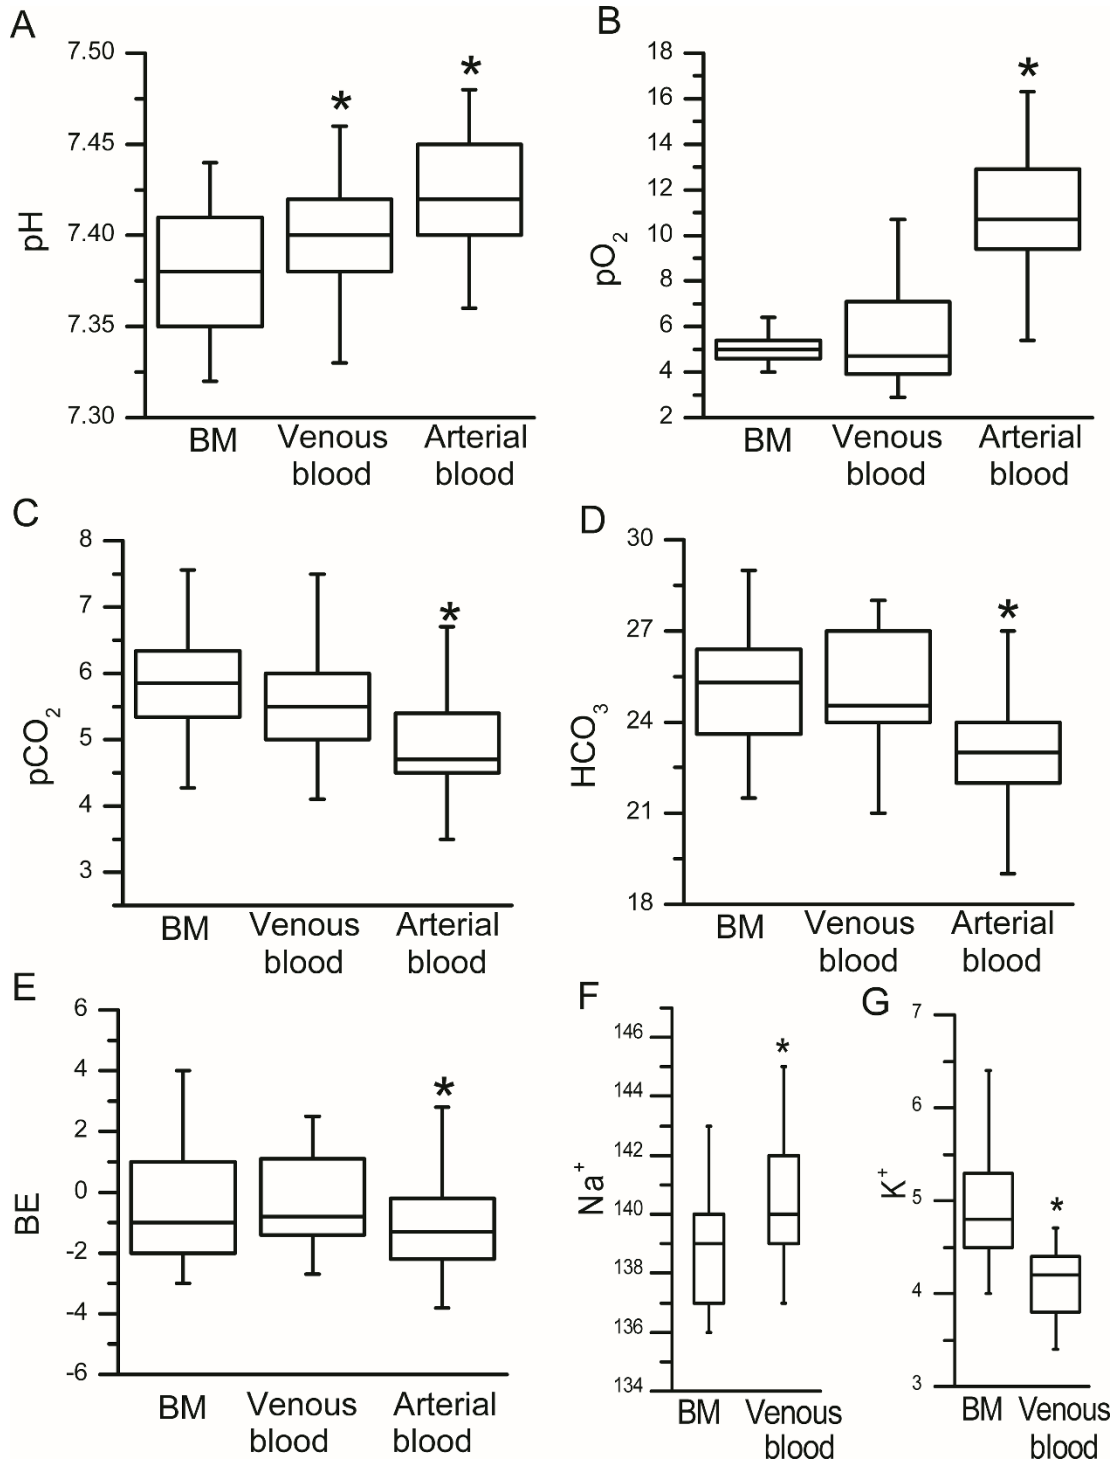 A
7.50
7.45
7.40
7.35
7.30
pH
*
*
BM
Venous
blood
Arterial
blood
B
18
16
14
12
10
8
6
4
2
pO2
*
BM
Venous
blood
Arterial
blood
C
8
7
6
5
4
3
pCO2
*
BM
Venous
blood
Arterial
blood
D
30
27
24
21
18
HCO3
*
BM
Venous
blood
Arterial
blood
E
6
4
2
0
-2
-4
-6
BE
*
BM
Venous
blood
Arterial
blood
F
146
144
142
140
138
136
134
Na+
*
BM
Venous
blood
G
7
6
5
4
3
K+
*
BM
Venous
blood